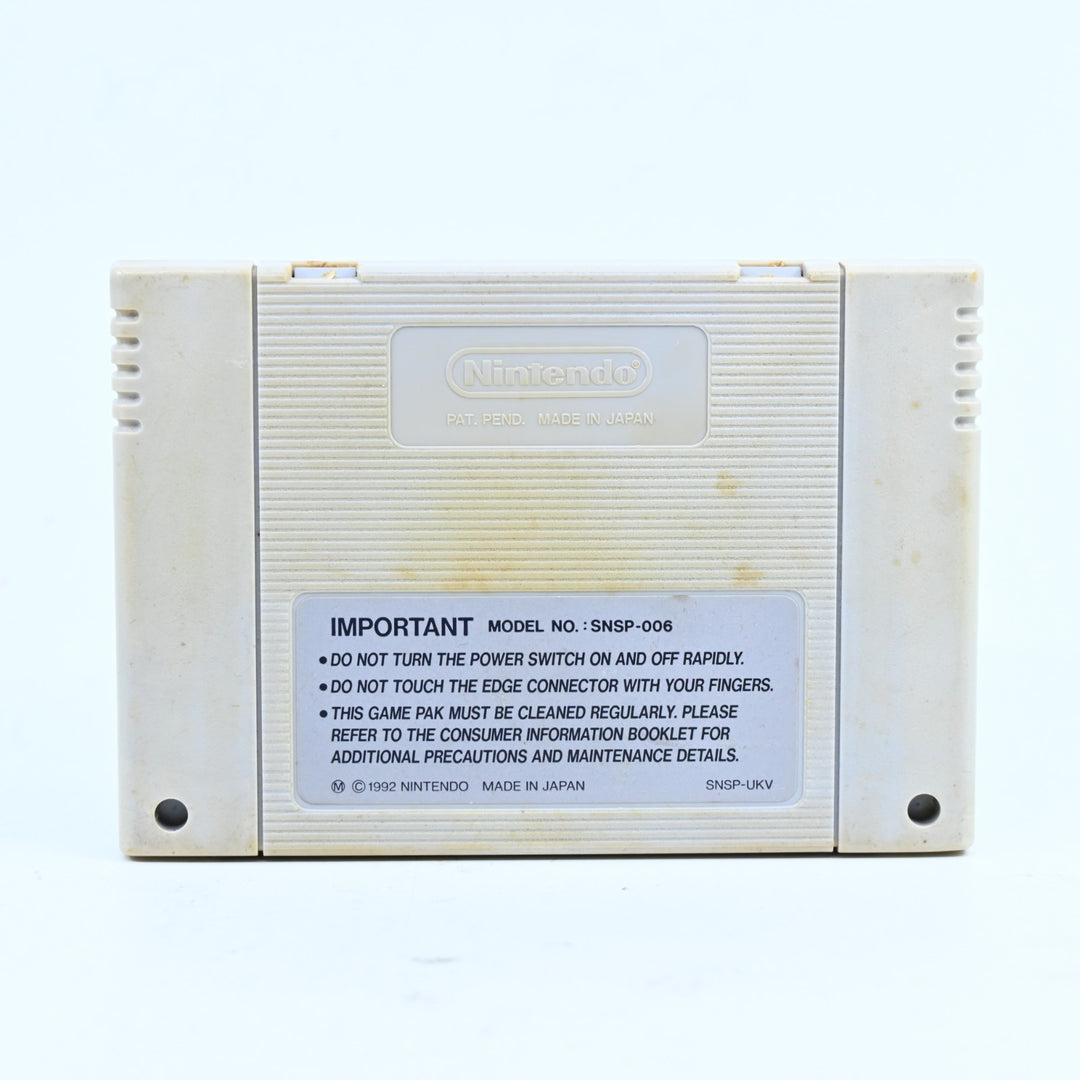 Nintendo®
PAT. PEND. MADE IN JAPAN
IMPORTANT MODEL NO. : SNSP-006
• DO NOT TURN THE POWER SWITCH ON AND OFF RAPIDLY.
• DO NOT TOUCH THE EDGE CONNECTOR WITH YOUR FINGERS.
• THIS GAME PAK MUST BE CLEANED REGULARLY. PLEASE
REFER TO THE CONSUMER INFORMATION BOOKLET FOR
ADDITIONAL PRECAUTIONS AND MAINTENANCE DETAILS.
Ⓜ © 1992 NINTENDO MADE IN JAPAN SNSP-UKV